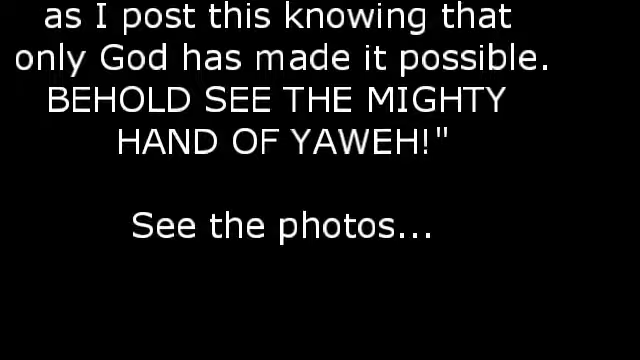 as I post this knowing that
only God has made it possible.
BEHOLD SEE THE MIGHTY
HAND OF YAWEH!"
See the photos...